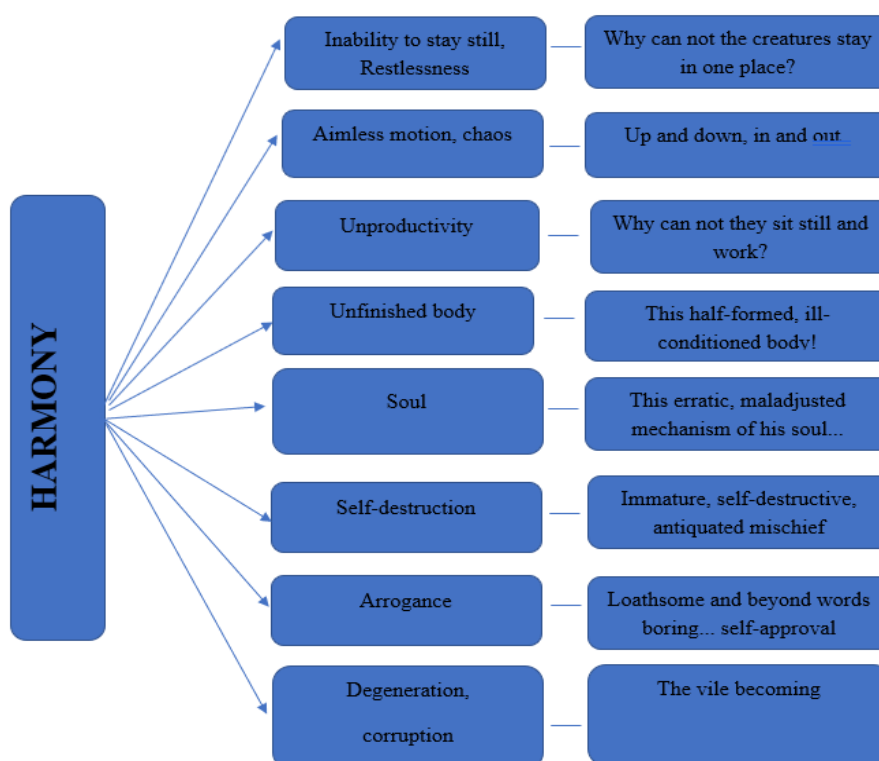 HARMONY
Inability to stay still,
Restlessness
Why can not the creatures stay
in one place?
Aimless motion, chaos
Up and down, in and out...
Unproductivity
Why can not they sit still and
work?
Unfinished body
This half-formed, ill-
conditioned body!
Soul
This erratic, maladjusted
mechanism of his soul...
Self-destruction
Immature, self-destructive,
antiquated mischief
Arrogance
Loathsome and beyond words
boring... self-approval
Degeneration,
corruption
The vile becoming